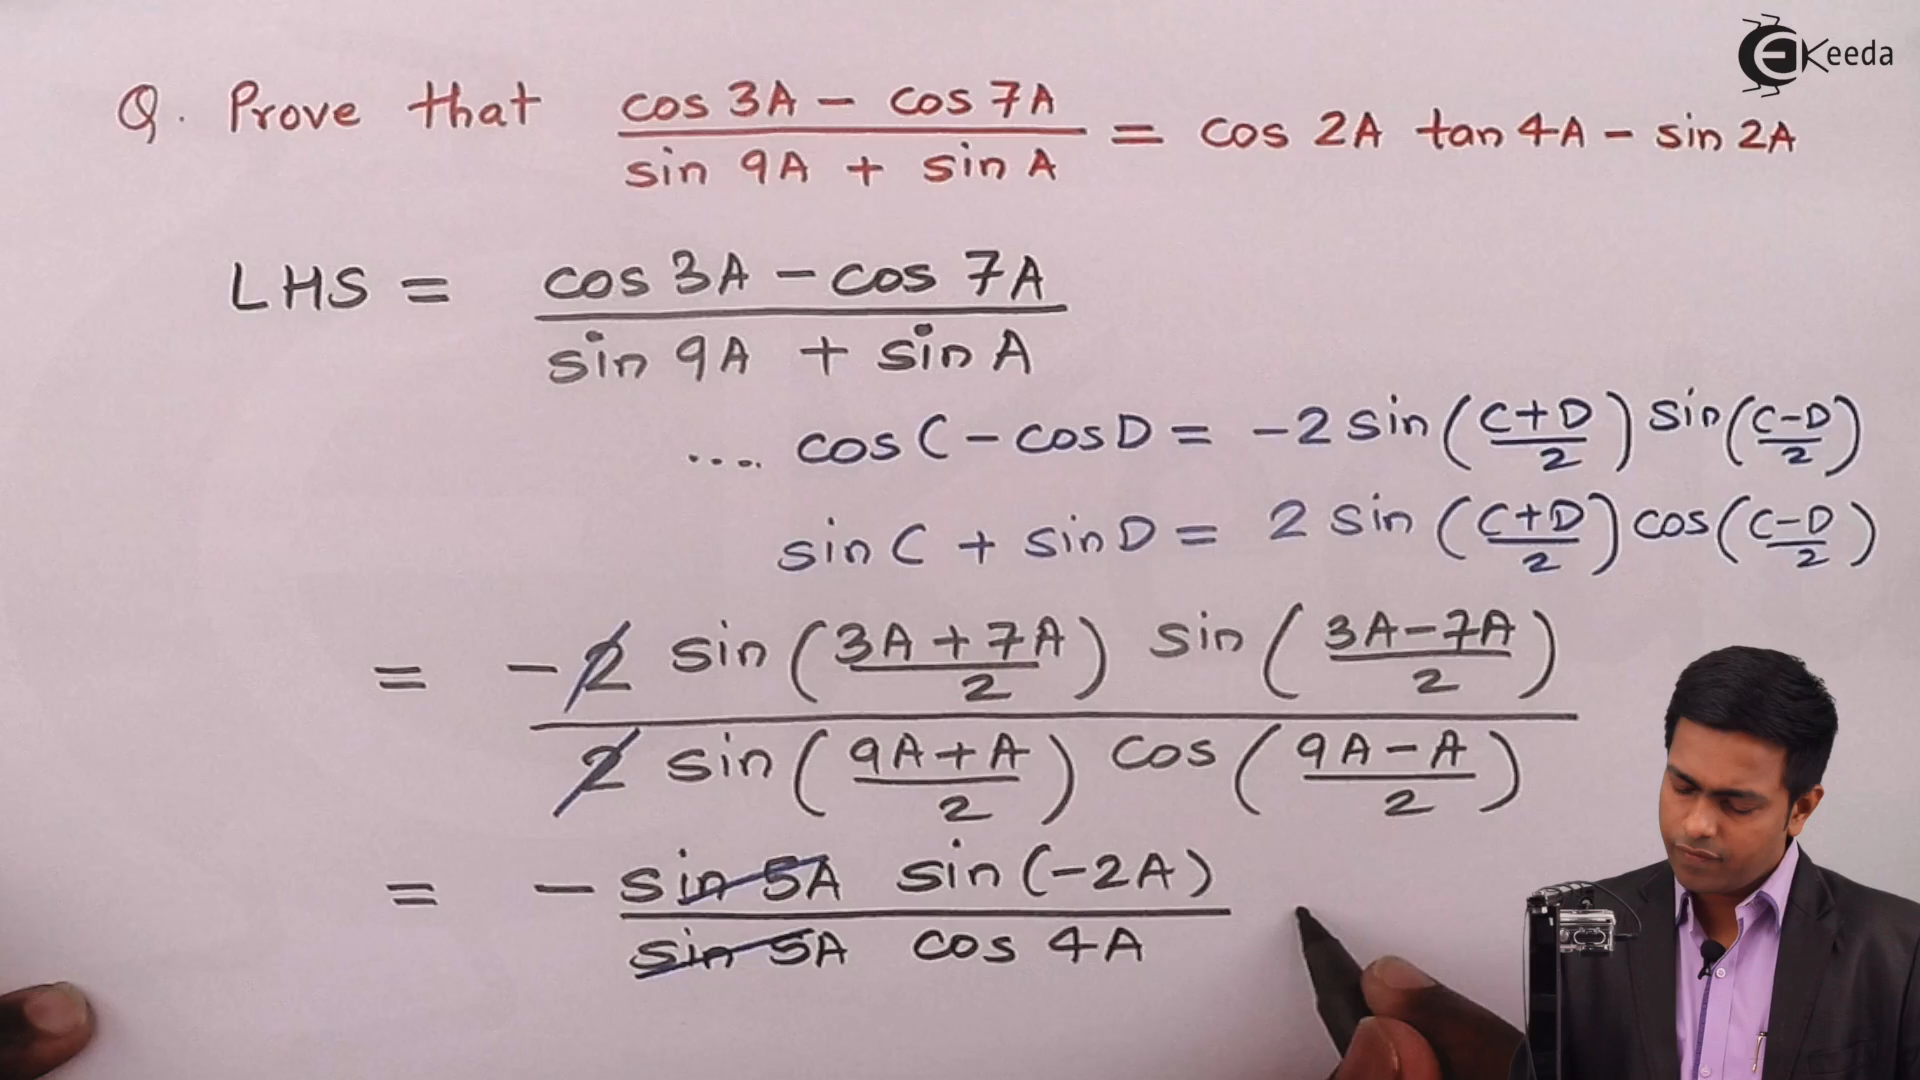 Keeda
Q. Prove that (cos 3A - cos 7A)/(sin 9A + sin A) = cos 2A tan 4A - sin 2A
LHS = (cos 3A - cos 7A)/(sin 9A + sin A)
.... cos C - cos D = -2 sin (C+D/2) sin (C-D/2)
sin C + sin D = 2 sin (C+D/2) cos (C-D/2)
= -2 sin (3A+7A/2) sin (3A-7A/2)
2 sin (9A+A/2) cos (9A-A/2)
= - sin 5A sin (-2A)
sin 5A cos 4A